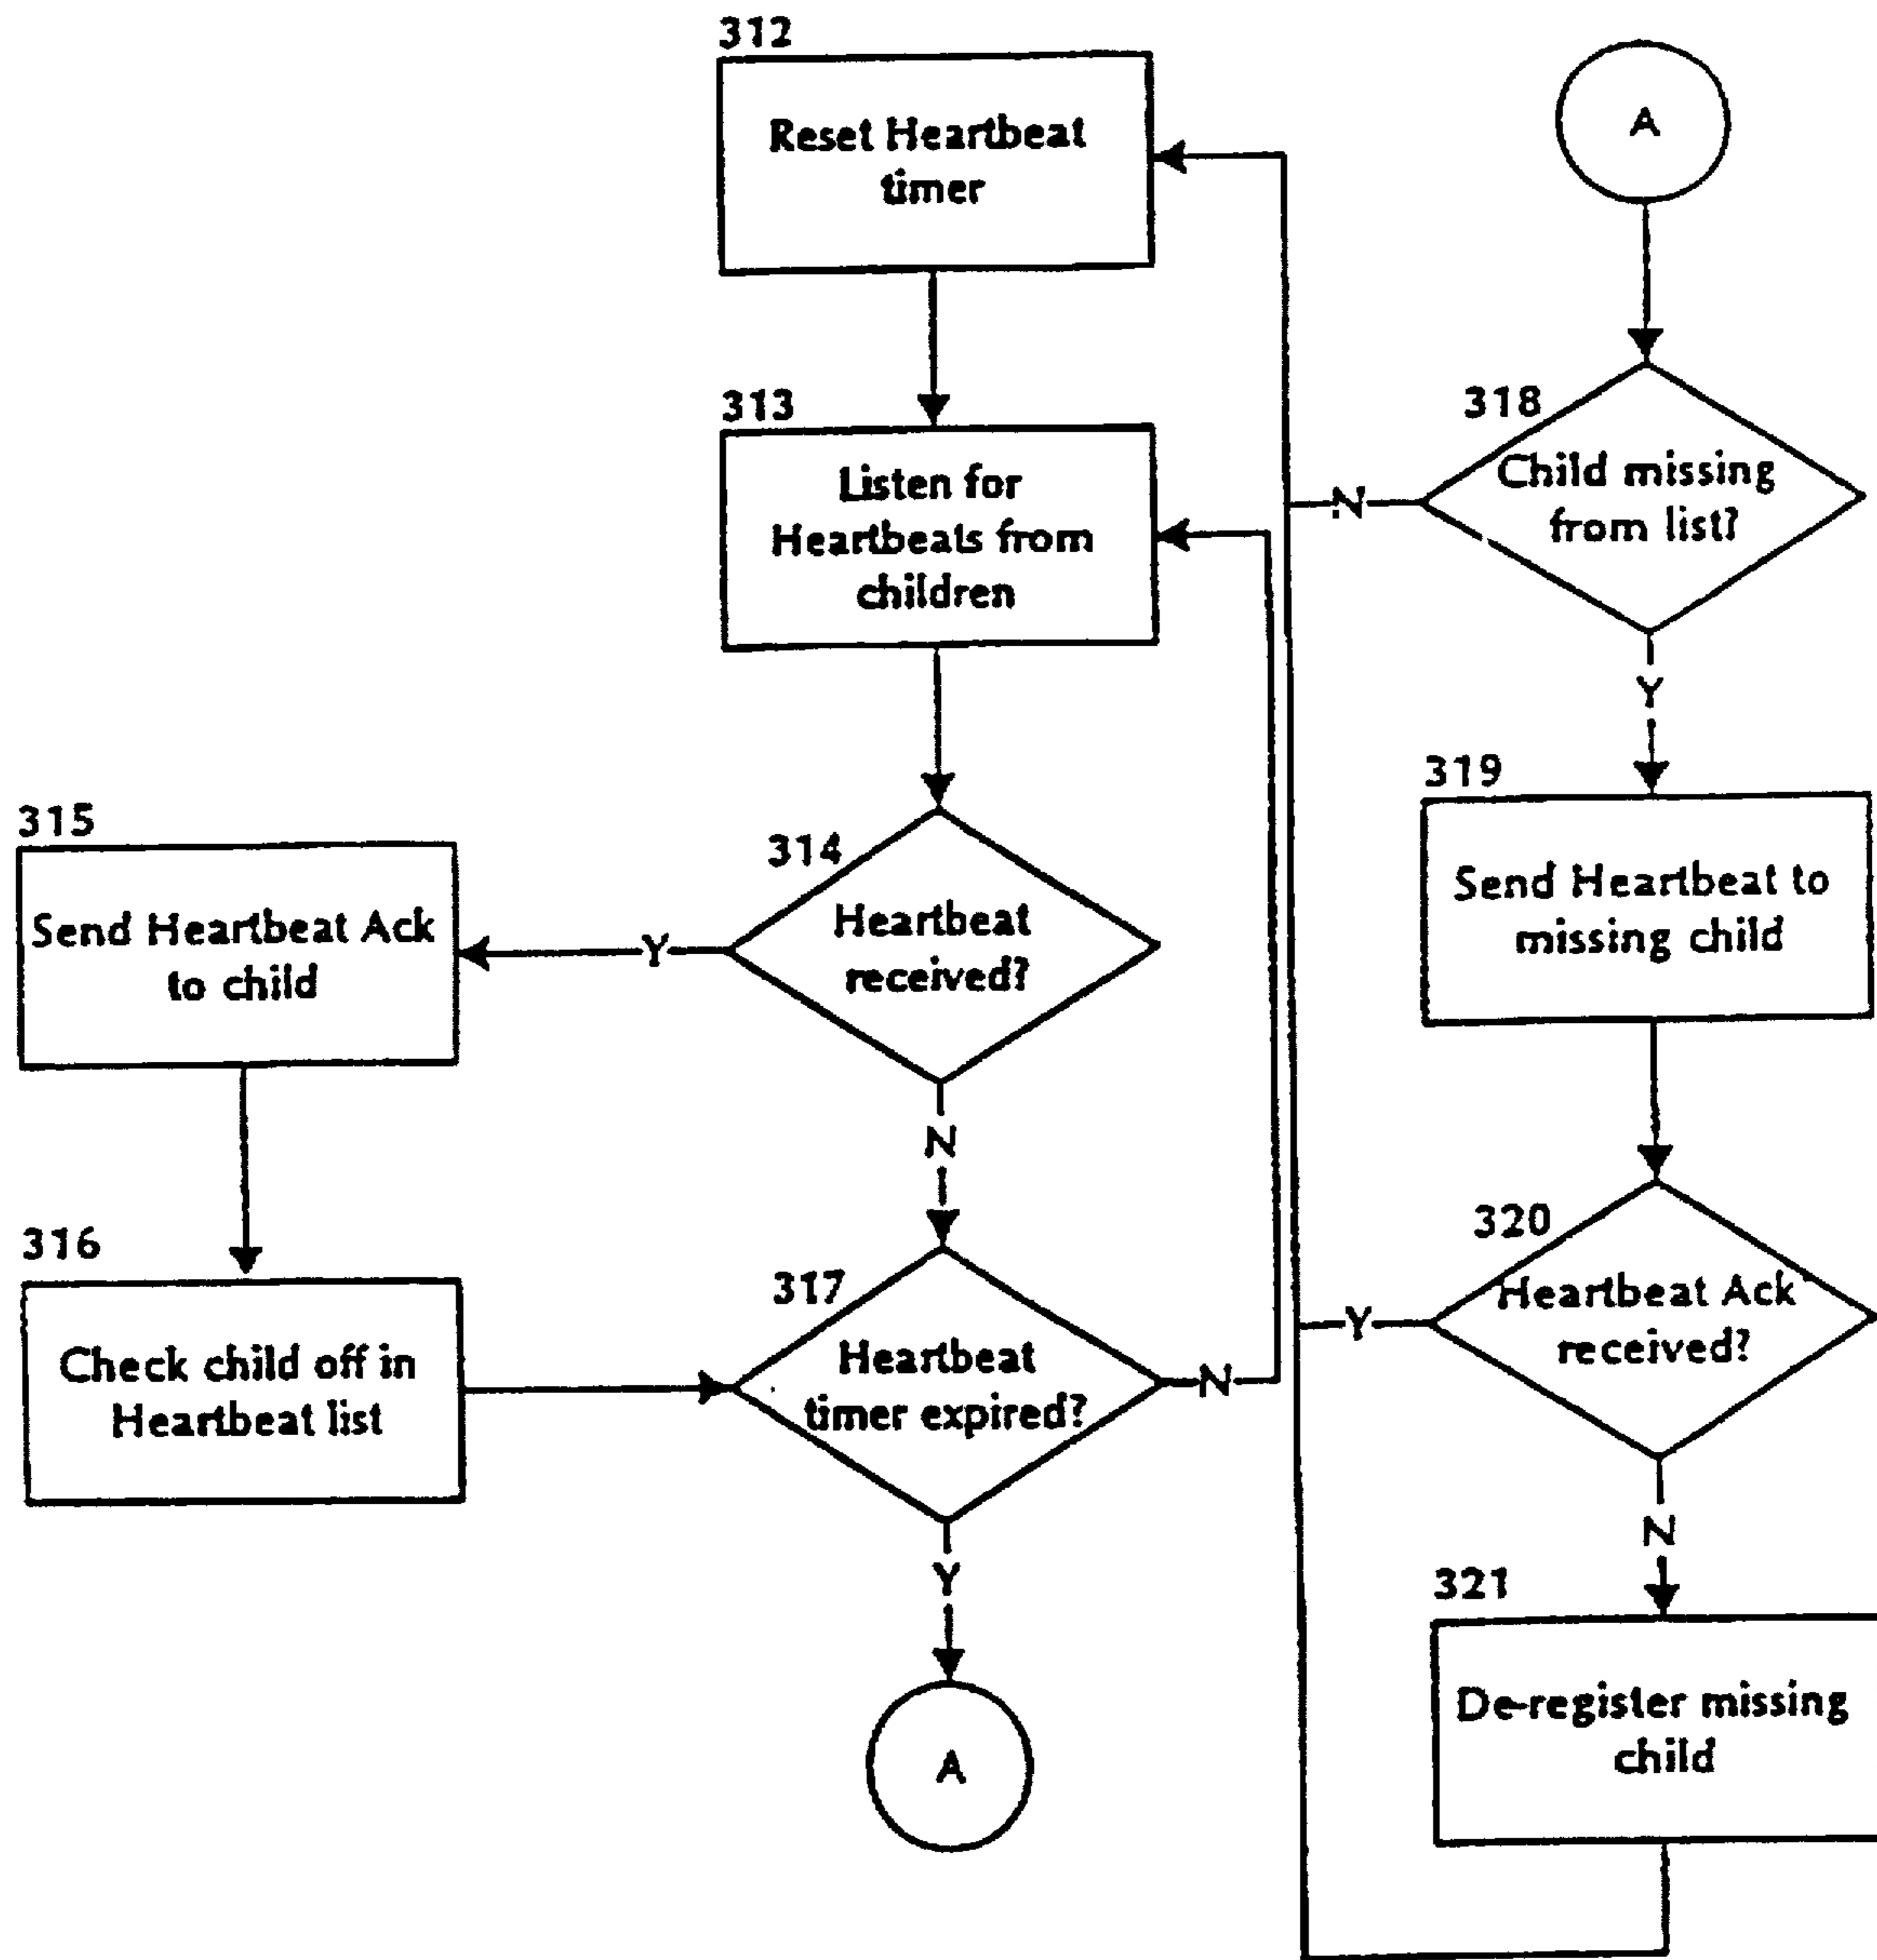 312
Reset Heartbeat
timer
313
Listen for
Heartbeats from
children
314
Heartbeat
received?
Y
N
315
Send Heartbeat Ack
to child
316
Check child off in
Heartbeat list
317
Heartbeat
timer expired?
N
Y
A
A
318
Child missing
from list?
N
Y
319
Send Heartbeat to
missing child
320
Heartbeat Ack
received?
Y
N
321
De-register missing
child